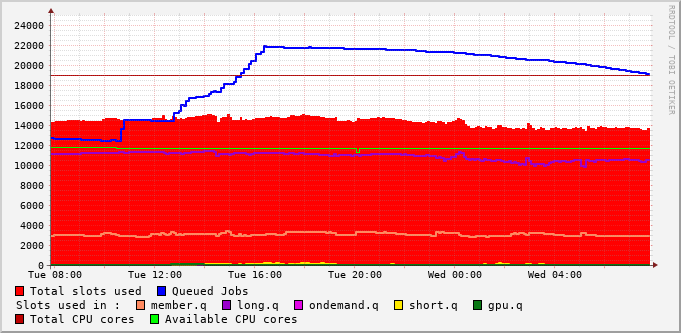 RRDTOOL / TOBI OETIKER
24000
22000
20000
18000
16000
14000
12000
10000
8000
6000
4000
2000
0
Tue 08:00 Tue 12:00 Tue 16:00 Tue 20:00 Wed 00:00 Wed 04:00
Total slots used Queued Jobs
Slots used in : member.q long.q ondemand.q short.q gpu.q
Total CPU cores Available CPU cores